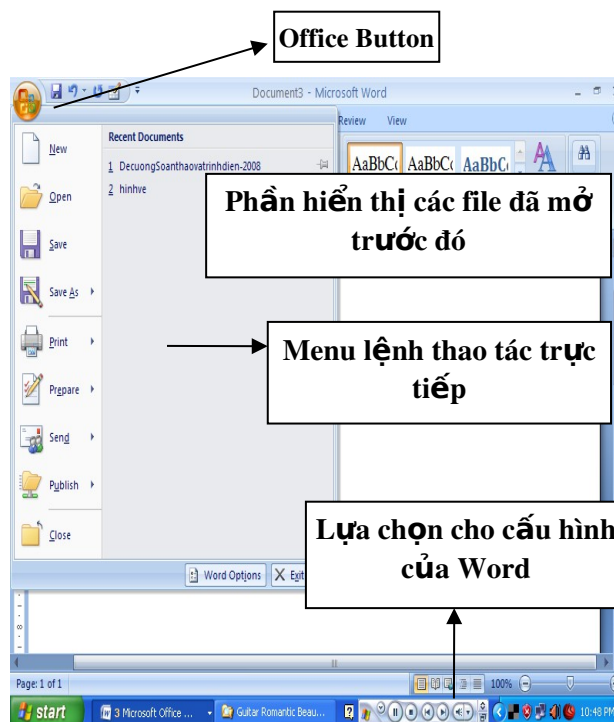 Office Button
Document3 - Microsoft Word
Review View
Recent Documents
New
1 DecuongSoanthaovatrinhdien-2008
2 hinhve
AaBbCc AaBbCc AaBbC
Open
Phần hiển thị các file đã mở
trước đó
Save
Save As
Print
Menu lệnh thao tác trực
tiếp
Prepare
Send
Publish
Lựa chọn cho cấu hình
của Word
Close
Word Options
Page: 1 of 1
100%
start
3 Microsoft Office ...
Guitar Romantic Beau...
10:48 PM